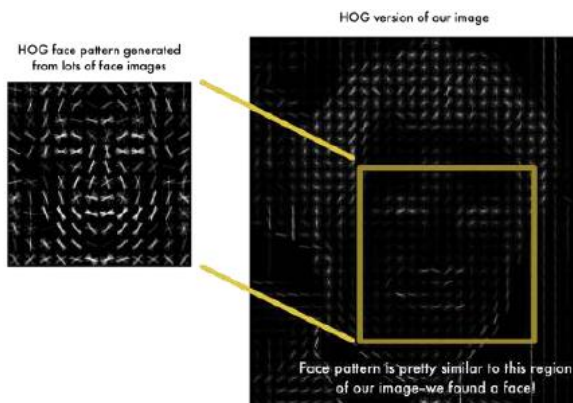 HOG version of our image
HOG face pattern generated
from lots of face images
Face pattern is pretty similar to this region
of our image–we found a face!